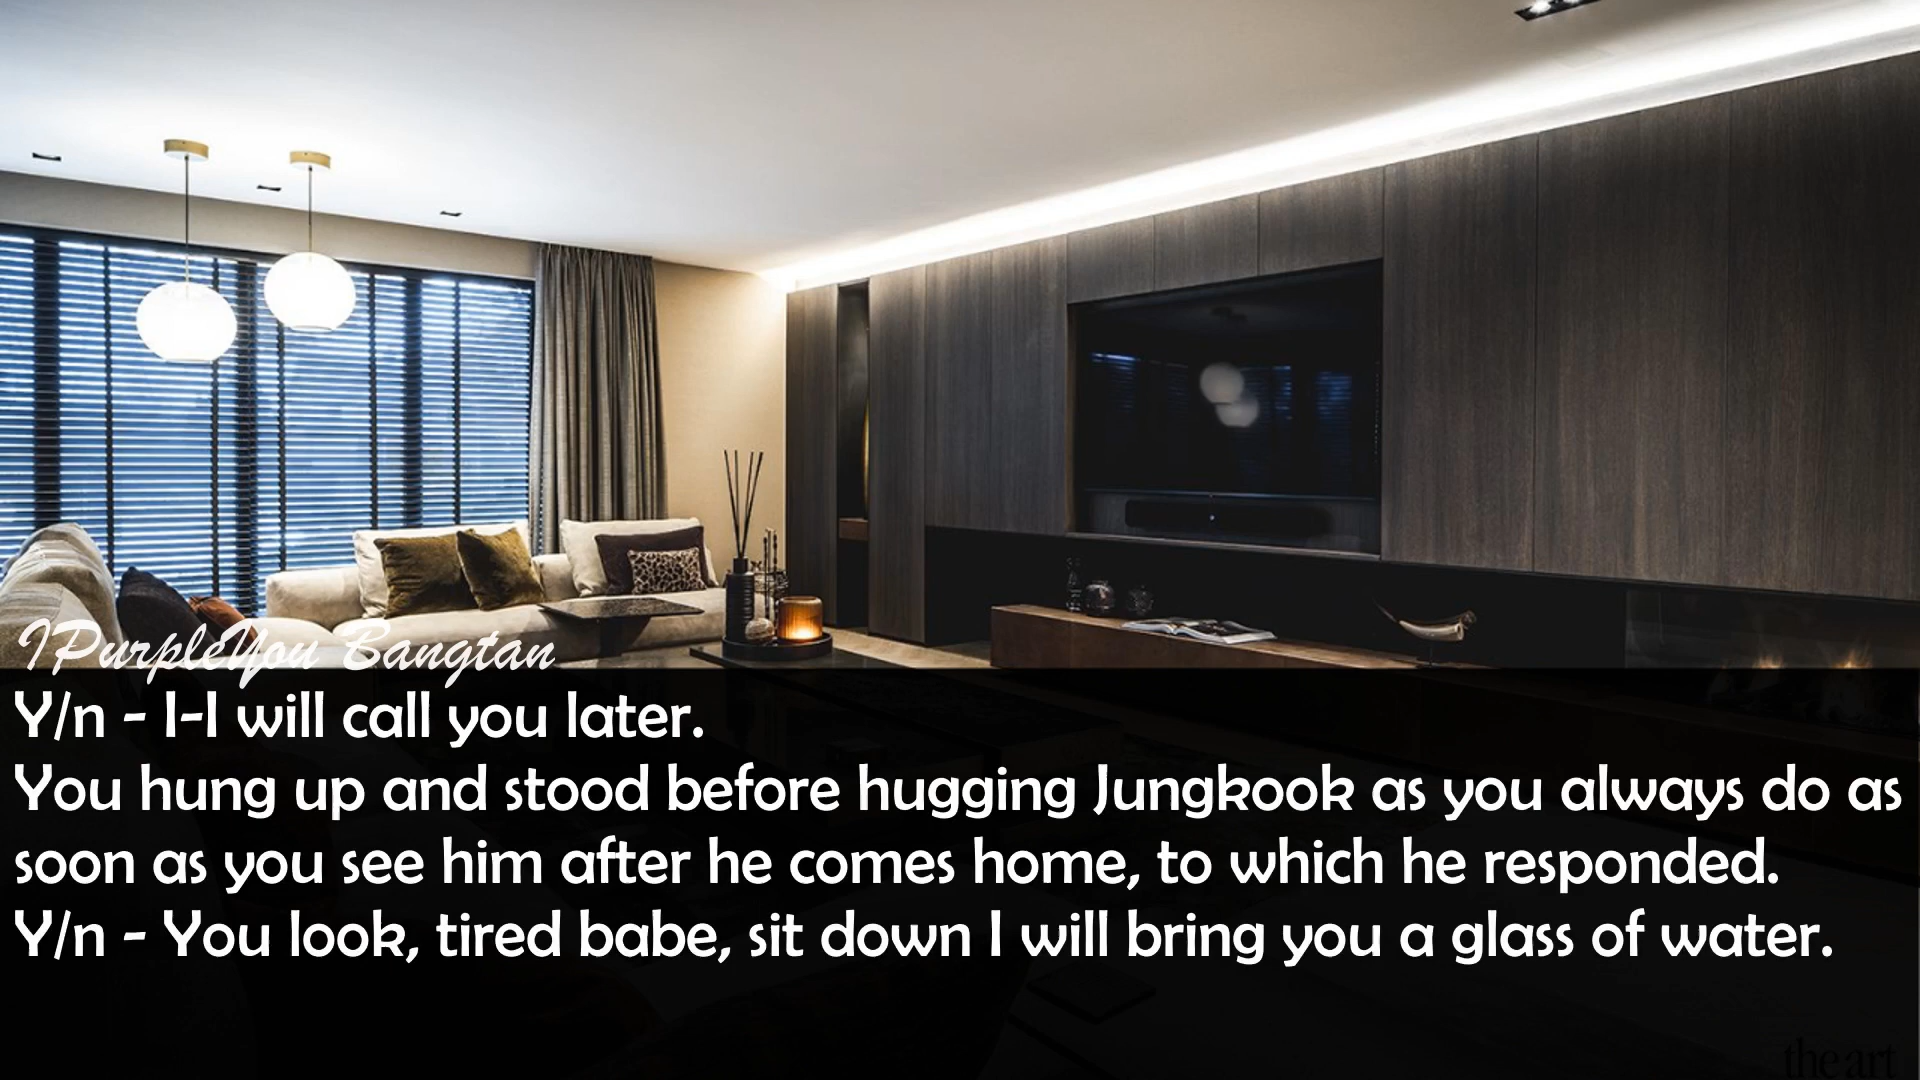 IPurpleYou Bangtan
Y/n - I-I will call you later.
You hung up and stood before hugging Jungkook as you always do as
soon as you see him after he comes home, to which he responded.
Y/n - You look, tired babe, sit down I will bring you a glass of water.
the art